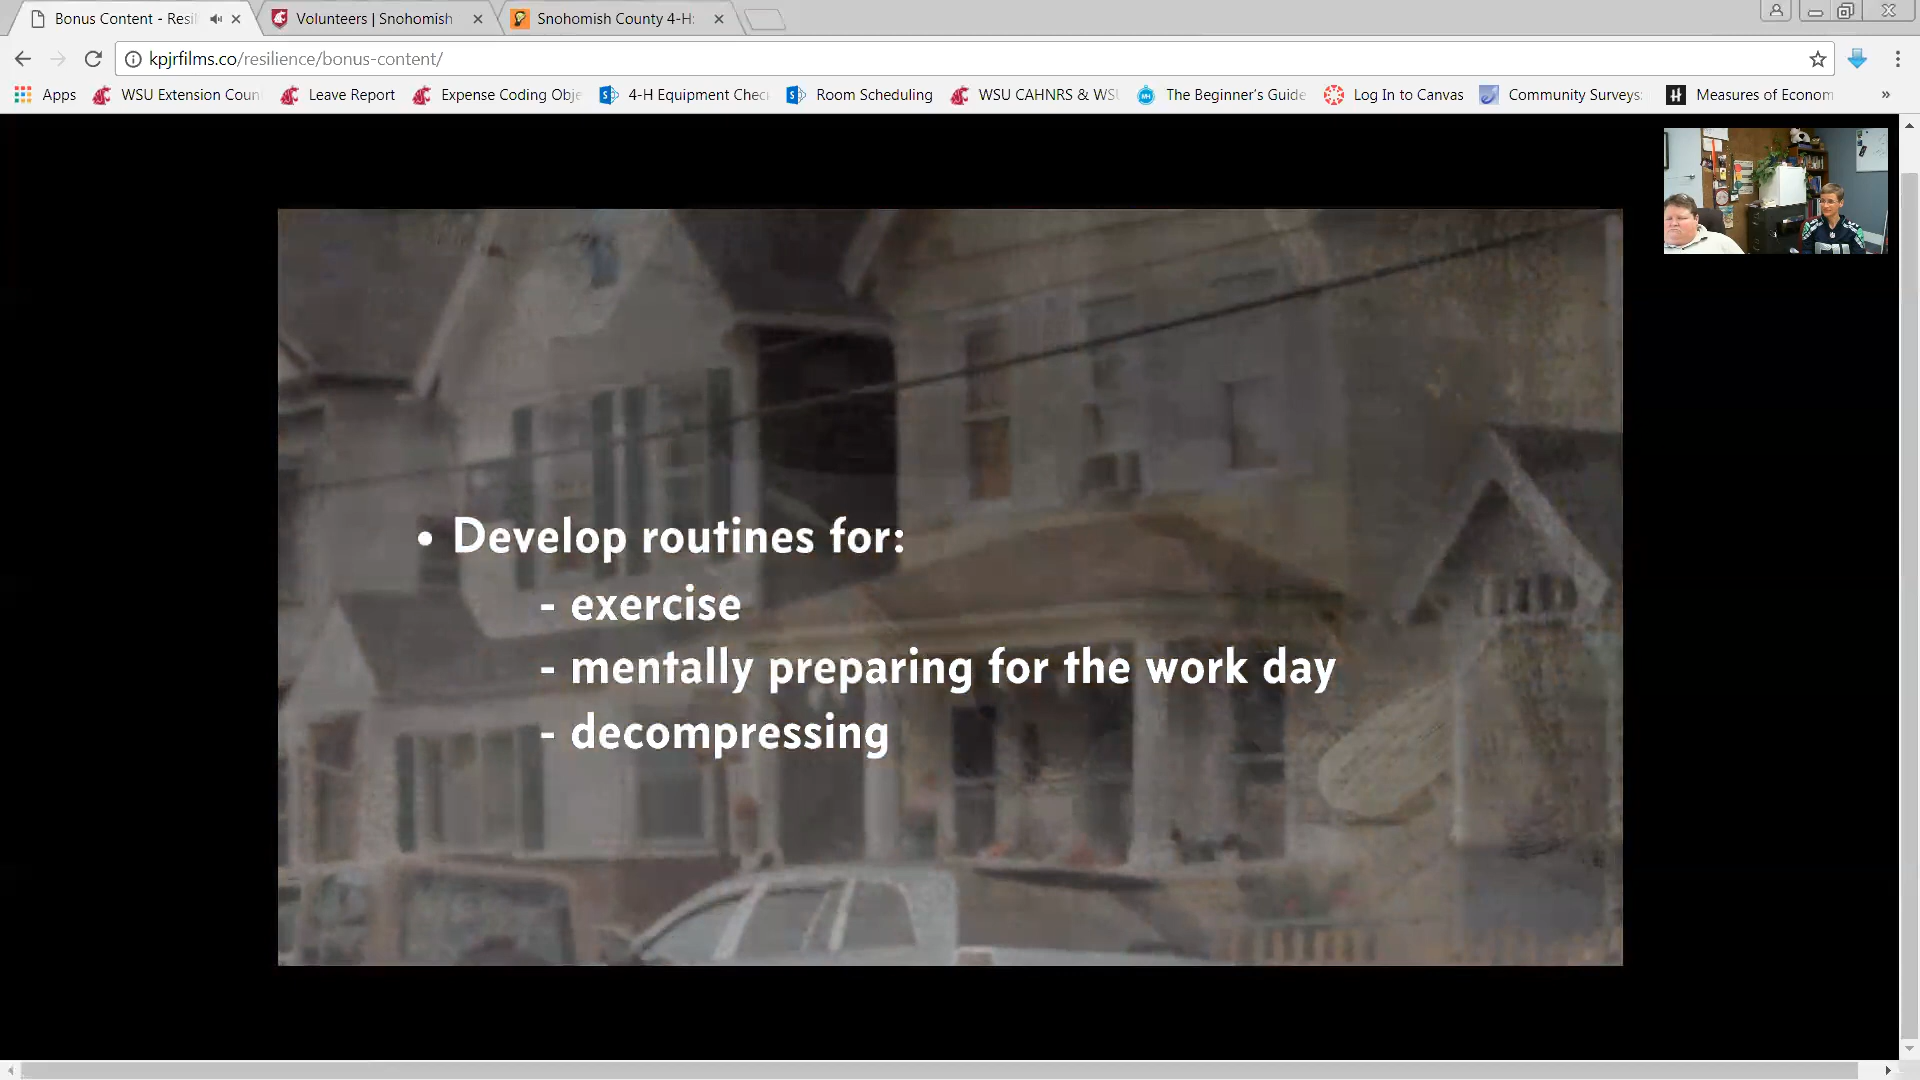 Bonus Content - Resil
Volunteers | Snohomish
Snohomish County 4-H:
kpjrfilms.co/resilience/bonus-content/
Apps
WSU Extension Coun
Leave Report
Expense Coding Obje
4-H Equipment Chec
Room Scheduling
WSU CAHNRS & WSU
The Beginner's Guide
Log In to Canvas
Community Surveys:
Measures of Econom
»
• Develop routines for:
- exercise
- mentally preparing for the work day
- decompressing